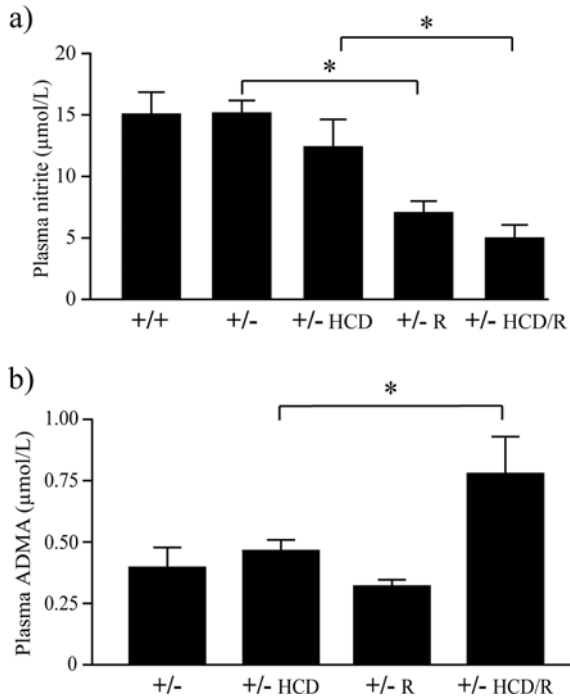 a)
*
*
20
15
10
5
0
Plasma nitrite (μmol/L)
+/+ +/- +/- HCD +/- R +/- HCD/R
b)
*
1.00
0.75
0.50
0.25
0
Plasma ADMA (μmol/L)
+/- +/- HCD +/- R +/- HCD/R